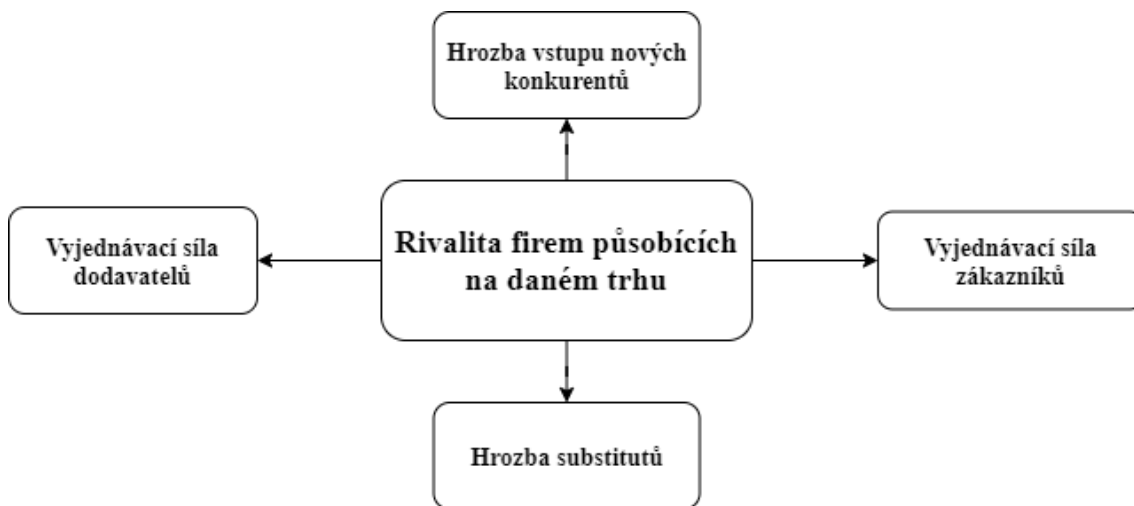 Hrozba vstupu nových
konkurentů
Vyjednávací síla
dodavatelů
Rivalita firem působících
na daném trhu
Vyjednávací síla
zákazníků
Hrozba substitutů